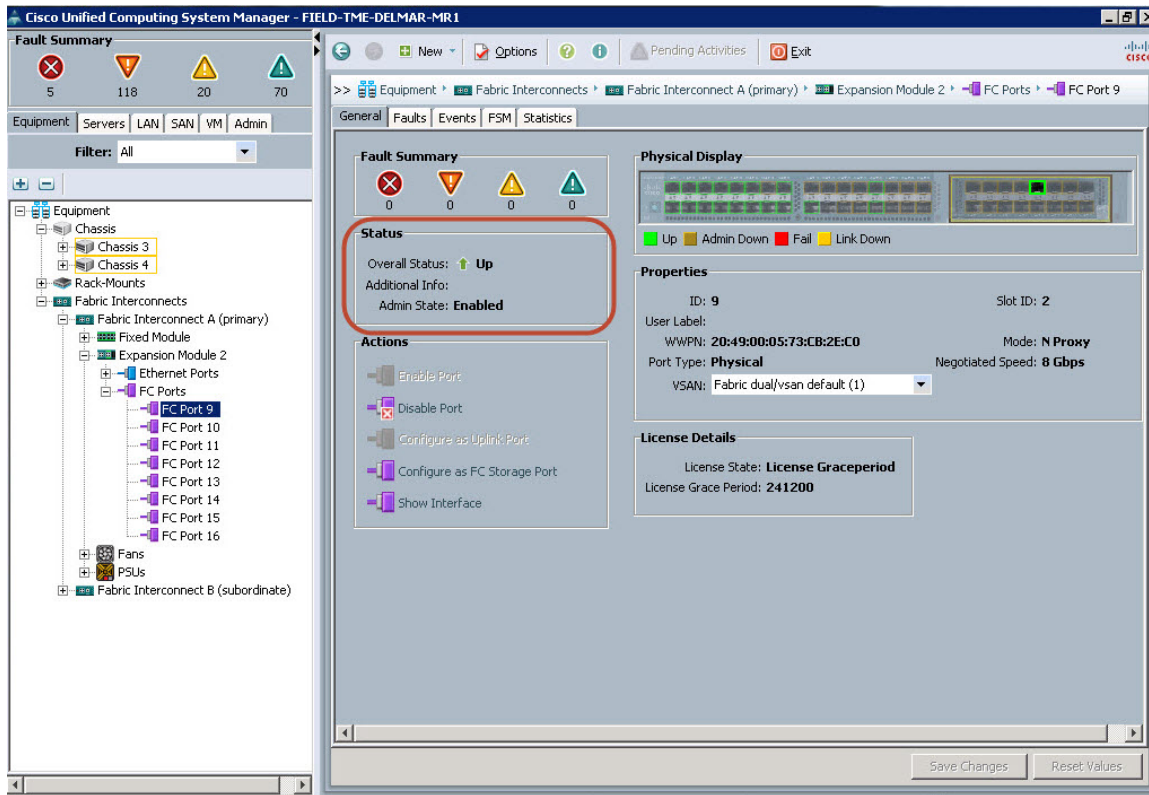 Cisco Unified Computing System Manager - FIELD-TME-DELMAR-MR1
Fault Summary
5 118 20 70
Equipment Servers LAN SAN VM Admin
Filter: All
Equipment
Chassis
Chassis 3
Chassis 4
Rack-Mounts
Fabric Interconnects
Fabric Interconnect A (primary)
Fixed Module
Expansion Module 2
Ethernet Ports
FC Ports
FC Port 9
FC Port 10
FC Port 11
FC Port 12
FC Port 13
FC Port 14
FC Port 15
FC Port 16
Fans
PSUs
Fabric Interconnect B (subordinate)
New Options Pending Activities Exit
CISCO
>> Equipment Fabric Interconnects Fabric Interconnect A (primary) Expansion Module 2 FC Ports FC Port 9
General Faults Events FSM Statistics
Fault Summary
0 0 0 0
Status
Overall Status: Up
Additional Info:
Admin State: Enabled
Actions
Enable Port
Disable Port
Configure as Uplink Port
Configure as FC Storage Port
Show Interface
Physical Display
Up Admin Down Fail Link Down
Properties
ID: 9 Slot ID: 2
User Label:
WWPN: 20:49:00:05:73:CB:2E:C0 Mode: N Proxy
Port Type: Physical Negotiated Speed: 8 Gbps
VSAN: Fabric dual/vsan default (1)
License Details
License State: License Graceperiod
License Grace Period: 241200
Save Changes Reset Values